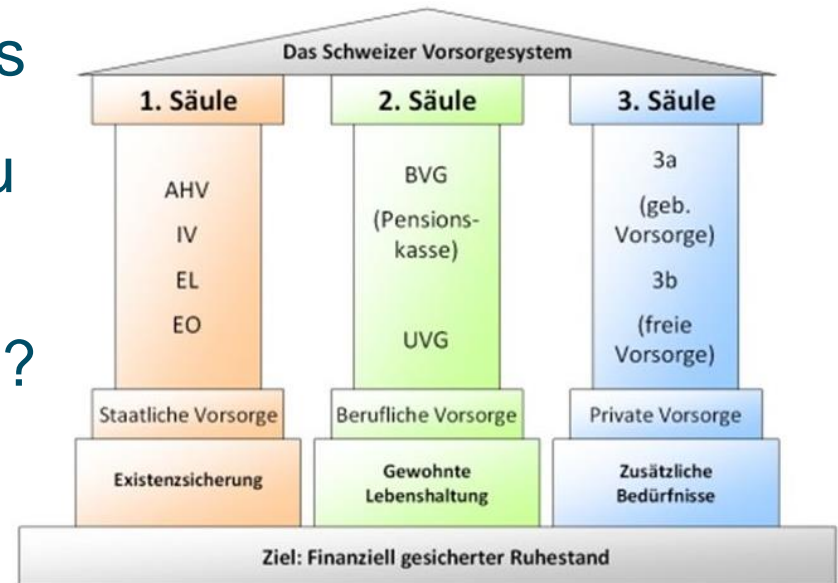 s
u
?
Das Schweizer Vorsorgesystem
1. Säule
AHV
IV
EL
EO
Staatliche Vorsorge
Existenzsicherung
2. Säule
BVG
(Pensions-
kasse)
UVG
Berufliche Vorsorge
Gewohnte
Lebenshaltung
3. Säule
3a
(geb.
Vorsorge)
3b
(freie
Vorsorge)
Private Vorsorge
Zusätzliche
Bedürfnisse
Ziel: Finanziell gesicherter Ruhestand